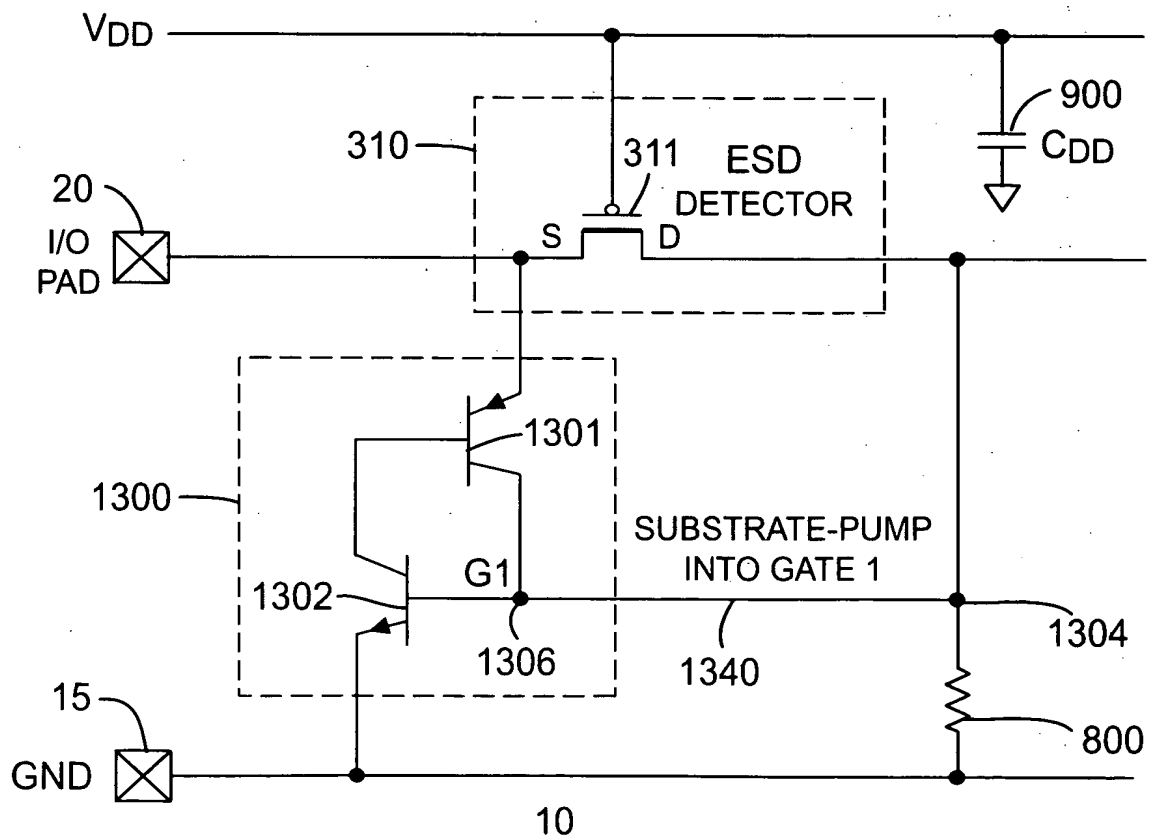 VDD
900
CDD
310
311
ESD
DETECTOR
20
I/O
PAD
S
D
1301
1300
SUBSTRATE-PUMP
INTO GATE 1
G1
1302
1306
1340
1304
15
GND
800
10